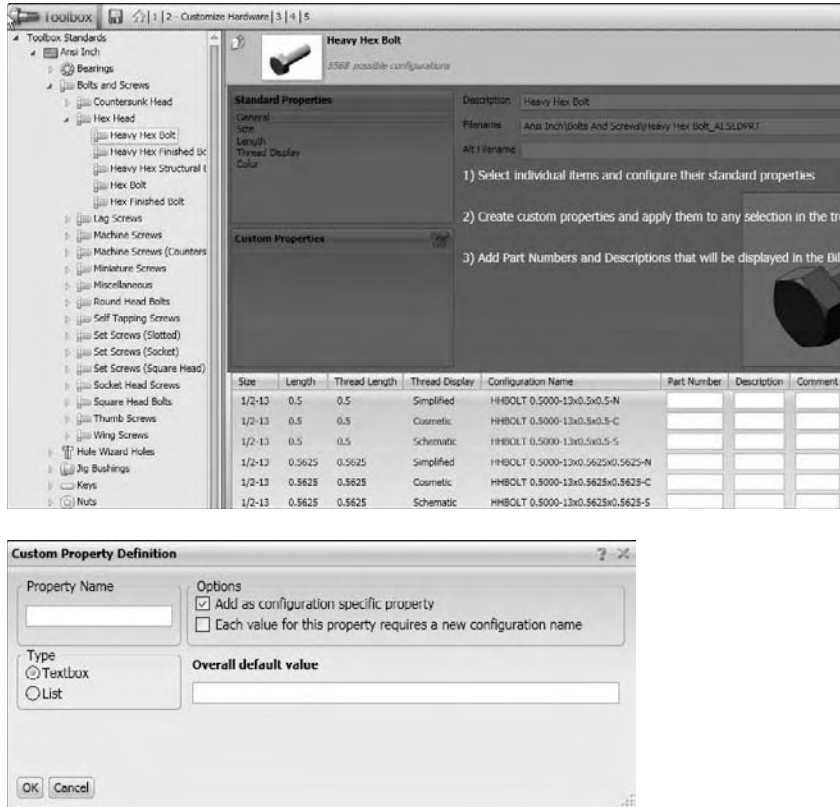 Toolbox 1 | 2 - Customize Hardware | 3 | 4 | 5
Toolbox Standards
Ansi Inch
Bearings
Bolts and Screws
Countersunk Head
Hex Head
Heavy Hex Bolt
Heavy Hex Finished Bc
Heavy Hex Structural
Hex Bolt
Hex Finished Bolt
Lag Screws
Machine Screws
Machine Screws (Counters
Miniature Screws
Miscellaneous
Round Head Bolts
Self Tapping Screws
Set Screws (Slotted)
Set Screws (Socket)
Set Screws (Square Head)
Socket Head Screws
Square Head Bolts
Thumb Screws
Wing Screws
Hole Wizard Holes
Jig Bushings
Keys
Nuts
Heavy Hex Bolt
5568 possible configurations
Standard Properties
General
Size
Length
Thread Display
Color
Custom Properties
Description Heavy Hex Bolt
Filename Ansi Inch\Bolts And Screws\Heavy Hex Bolt_AI.SLDPRT
Alt Filename
1) Select individual items and configure their standard properties
2) Create custom properties and apply them to any selection in the tr
3) Add Part Numbers and Descriptions that will be displayed in the Bil
Size Length Thread Length Thread Display Configuration Name Part Number Description Comment
1/2-13 0.5 0.5 Simplified HHBOLT 0.5000-13x0.5x0.5-N
1/2-13 0.5 0.5 Cosmetic HHBOLT 0.5000-13x0.5x0.5-C
1/2-13 0.5 0.5 Schematic HHBOLT 0.5000-13x0.5x0.5-S
1/2-13 0.5625 0.5625 Simplified HHBOLT 0.5000-13x0.5625x0.5625-N
1/2-13 0.5625 0.5625 Cosmetic HHBOLT 0.5000-13x0.5625x0.5625-C
1/2-13 0.5625 0.5625 Schematic HHBOLT 0.5000-13x0.5625x0.5625-S
Custom Property Definition
Property Name
Options
Add as configuration specific property
Each value for this property requires a new configuration name
Type
Textbox
List
Overall default value
OK Cancel